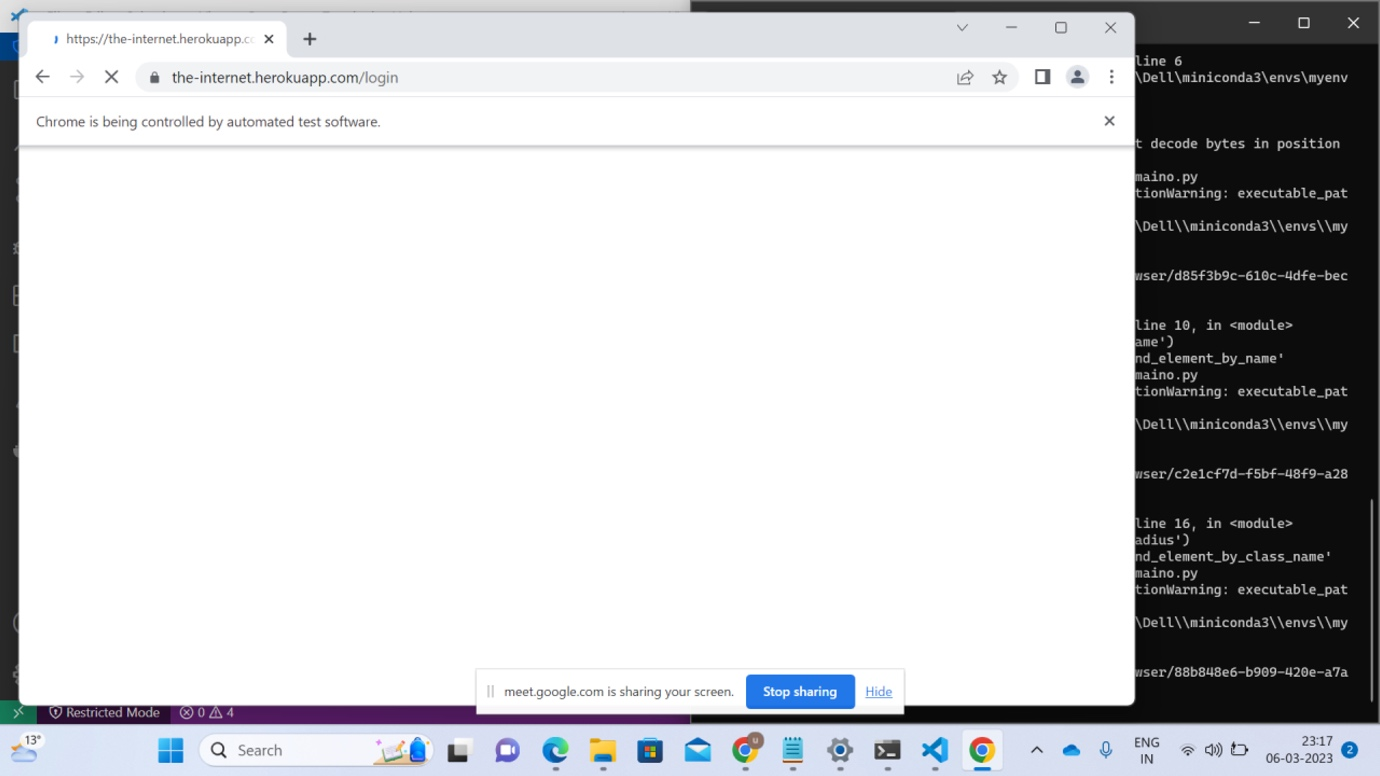 https://the-internet.herokuapp.co
the-internet.herokuapp.com/login
Chrome is being controlled by automated test software.
line 6
\Dell\miniconda3\envs\myenv
t decode bytes in position
maino.py
tionWarning: executable_pat
\Dell\\miniconda3\\envs\\my
wser/d85f3b9c-610c-4dfe-bec
line 10, in <module>
ame')
nd_element_by_name'
maino.py
tionWarning: executable_pat
\Dell\\miniconda3\\envs\\my
wser/c2e1cf7d-f5bf-48f9-a28
line 16, in <module>
adius')
nd_element_by_class_name'
maino.py
tionWarning: executable_pat
\Dell\\miniconda3\\envs\\my
wser/88b848e6-b909-420e-a7a
meet.google.com is sharing your screen.
Stop sharing
Hide
Restricted Mode
0
4
13°
Search
U
ENG
IN
23:17
06-03-2023
2